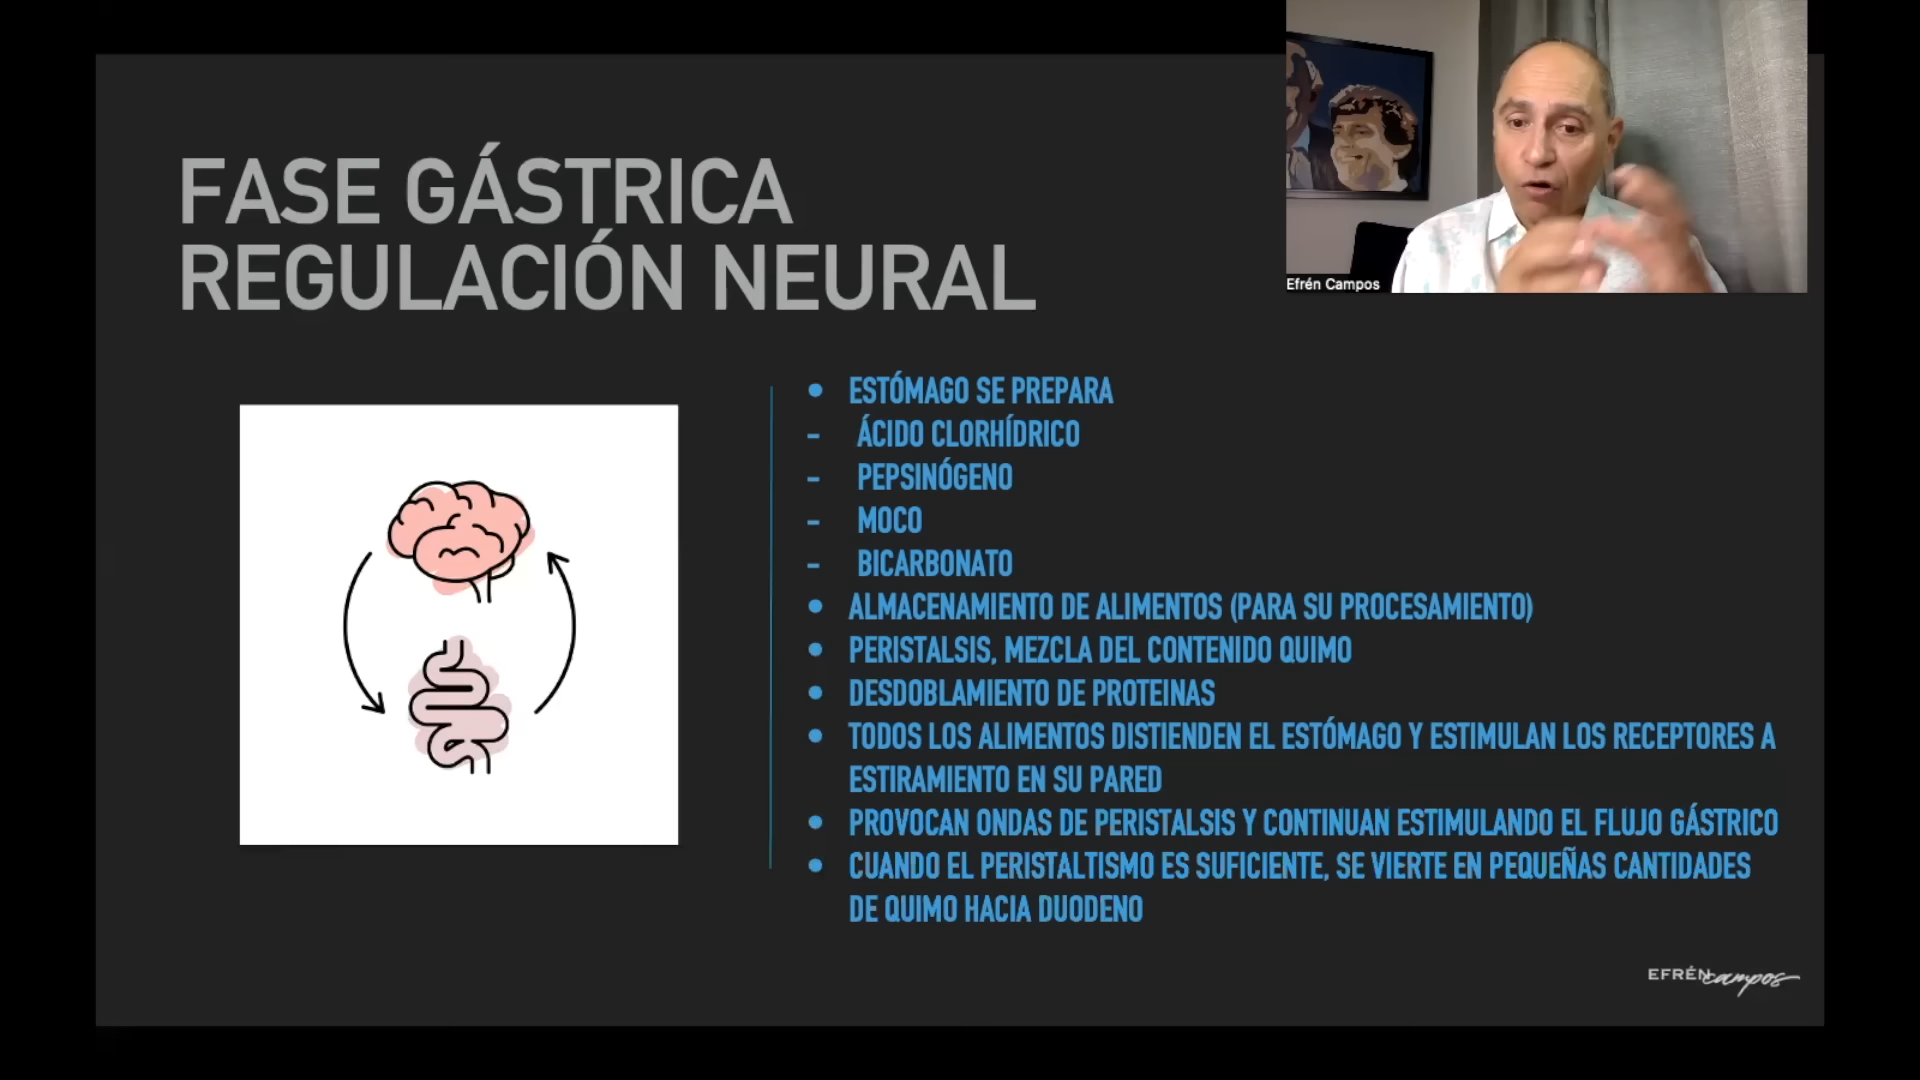 FASE GÁSTRICA
REGULACIÓN NEURAL
Efrén Campos
• ESTÓMAGO SE PREPARA
- ÁCIDO CLORHÍDRICO
- PEPSINÓGENO
- MOCO
- BICARBONATO
• ALMACENAMIENTO DE ALIMENTOS (PARA SU PROCESAMIENTO)
• PERISTALSIS, MEZCLA DEL CONTENIDO QUIMO
• DESDOBLAMIENTO DE PROTEINAS
• TODOS LOS ALIMENTOS DISTIENDEN EL ESTÓMAGO Y ESTIMULAN LOS RECEPTORES A
ESTIRAMIENTO EN SU PARED
• PROVOCAN ONDAS DE PERISTALSIS Y CONTINUAN ESTIMULANDO EL FLUJO GÁSTRICO
• CUANDO EL PERISTALTISMO ES SUFICIENTE, SE VIERTE EN PEQUEÑAS CANTIDADES
DE QUIMO HACIA DUODENO
EFRÉN campos